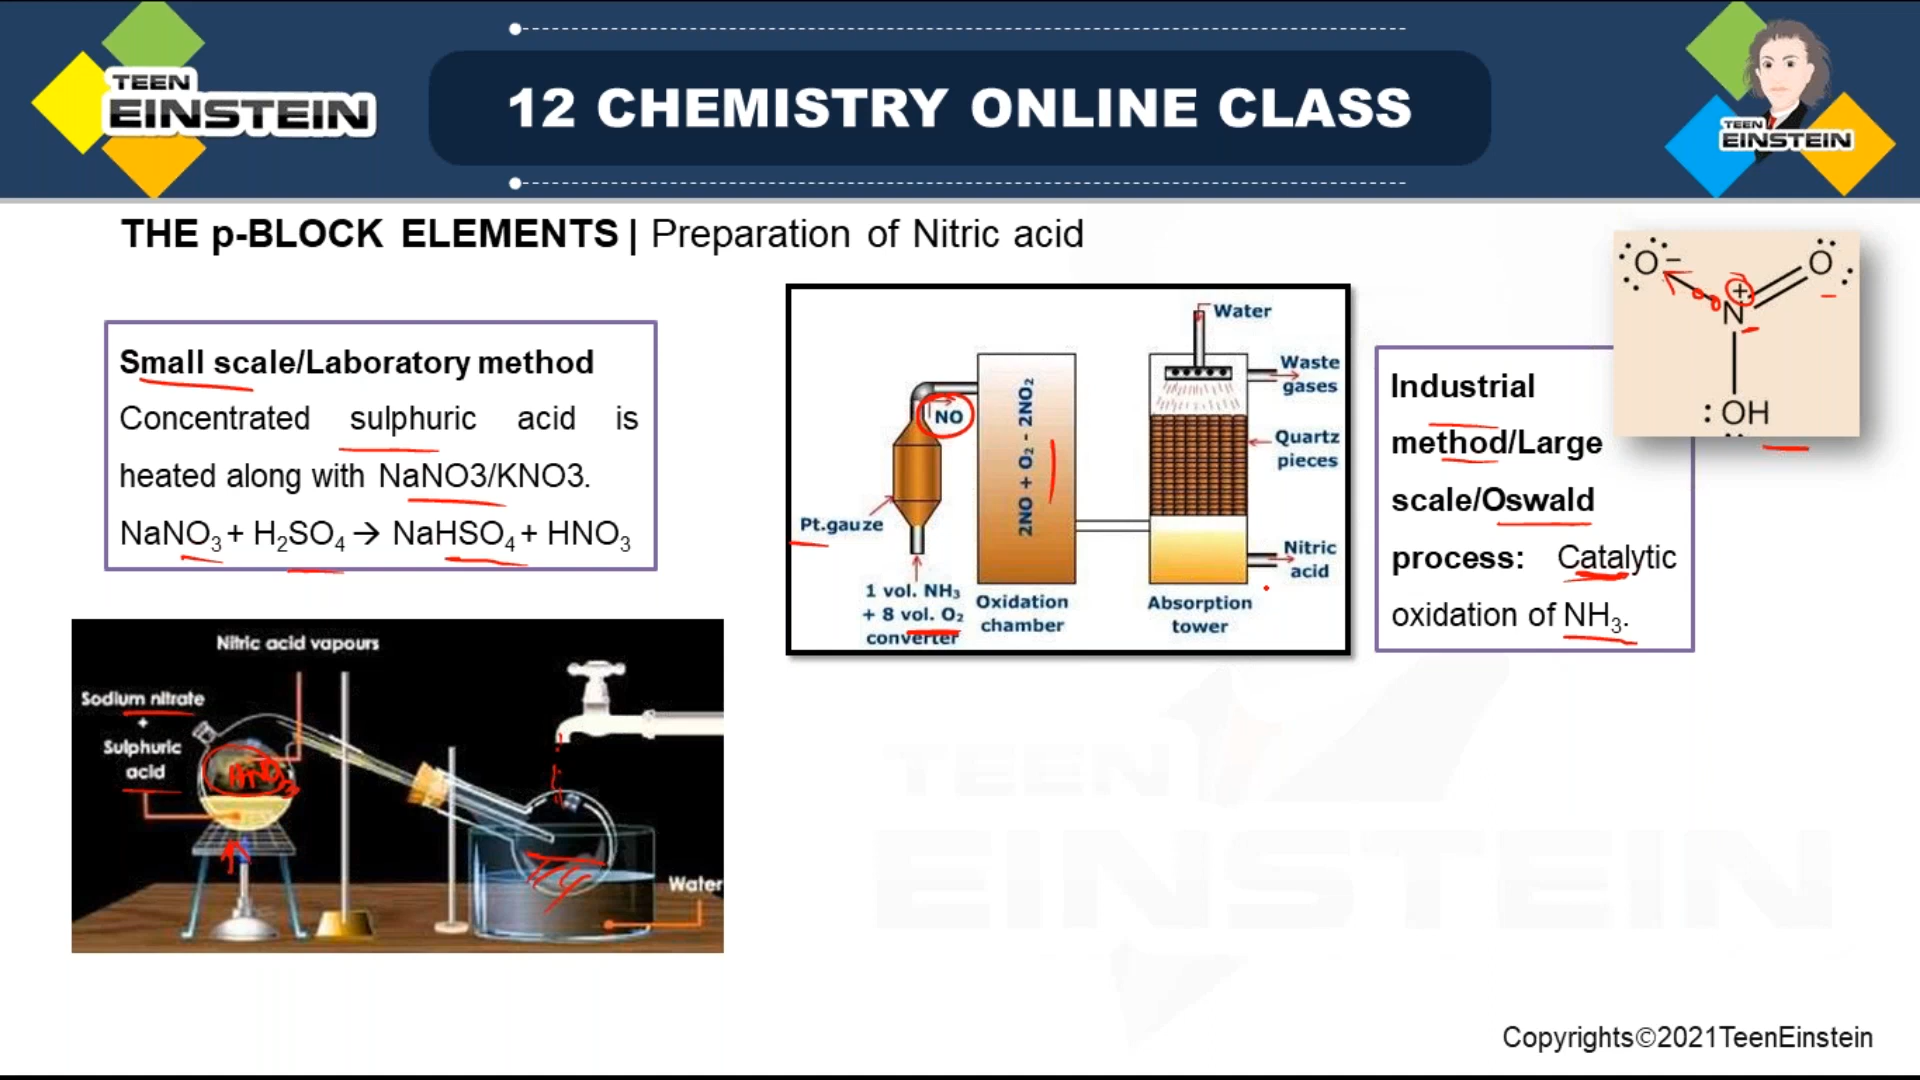 TEEN
EINSTEIN
12 CHEMISTRY ONLINE CLASS
TEEN
EINSTEIN
THE p-BLOCK ELEMENTS | Preparation of Nitric acid
Small scale/Laboratory method
Concentrated sulphuric acid is
heated along with NaNO3/KNO3.
NaNO₃ + H₂SO₄ → NaHSO₄ + HNO₃
Nitric acid vapours
Sodium nitrate
+
Sulphuric
acid
HNO₃
Water
Water
Waste
gases
NO
2NO + O₂ - 2NO₂
Quartz
pieces
Pt.gauze
Nitric
acid
1 vol. NH₃
+ 8 vol. O₂
converter
Oxidation
chamber
Absorption
tower
Industrial
method/Large
scale/Oswald
process: Catalytic
oxidation of NH₃.
:O− O:
+
N
:OH
TEEN
EINSTEIN
Copyrights©2021TeenEinstein